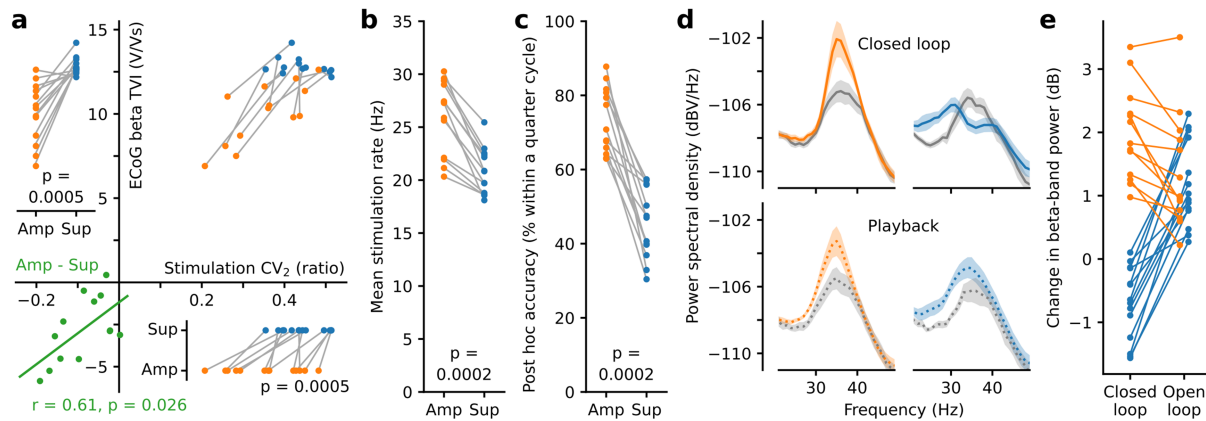 a
ECoG beta TVI (V/Vs)
15
10
5
−5
p =
0.0005
Amp Sup
Amp - Sup
Stimulation CV2 (ratio)
−0.2
0.2
0.4
Sup
Amp
p = 0.0005
r = 0.61, p = 0.026
b
Mean stimulation rate (Hz)
35
30
25
20
15
10
5
0
p =
0.0002
Amp Sup
c
Post hoc accuracy (% within a quarter cycle)
100
80
60
40
20
0
p =
0.0002
Amp Sup
d
Power spectral density (dBV/Hz)
Closed loop
−102
−106
−110
Playback
−102
−106
−110
30
40
30
40
Frequency (Hz)
e
Change in beta-band power (dB)
3
2
1
0
−1
Closed
loop
Open
loop